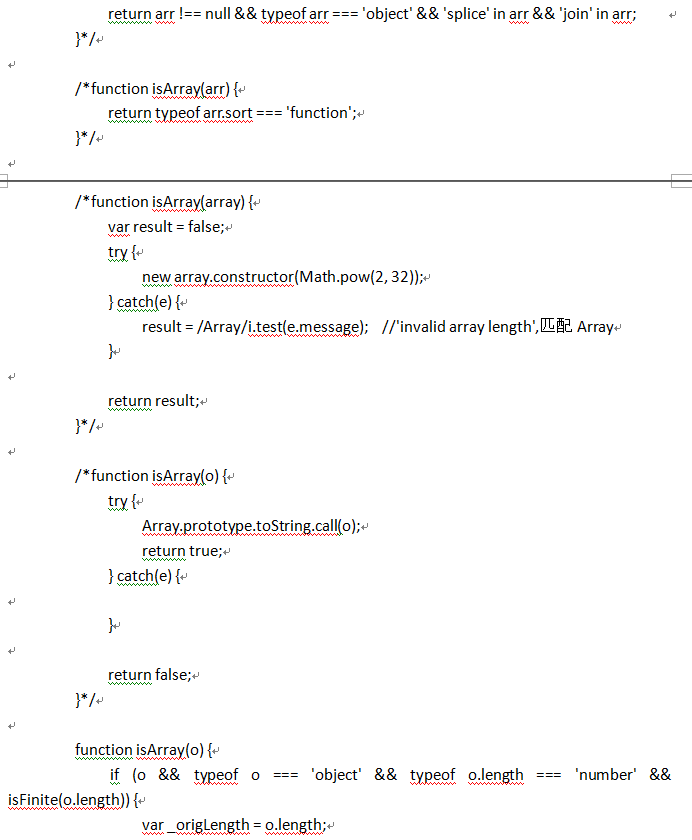 return arr !== null && typeof arr === 'object' && 'splice' in arr && 'join' in arr;
}*/
/*function isArray(arr) {
return typeof arr.sort === 'function';
}*/
/*function isArray(array) {
var result = false;
try {
new array.constructor(Math.pow(2, 32));
} catch(e) {
result = /Array/i.test(e.message); //'invalid array length',匹配 Array
}
return result;
}*/
/*function isArray(o) {
try {
Array.prototype.toString.call(o);
return true;
} catch(e) {
}
return false;
}*/
function isArray(o) {
if (o && typeof o === 'object' && typeof o.length === 'number' &&
isFinite(o.length)) {
var _origLength = o.length;